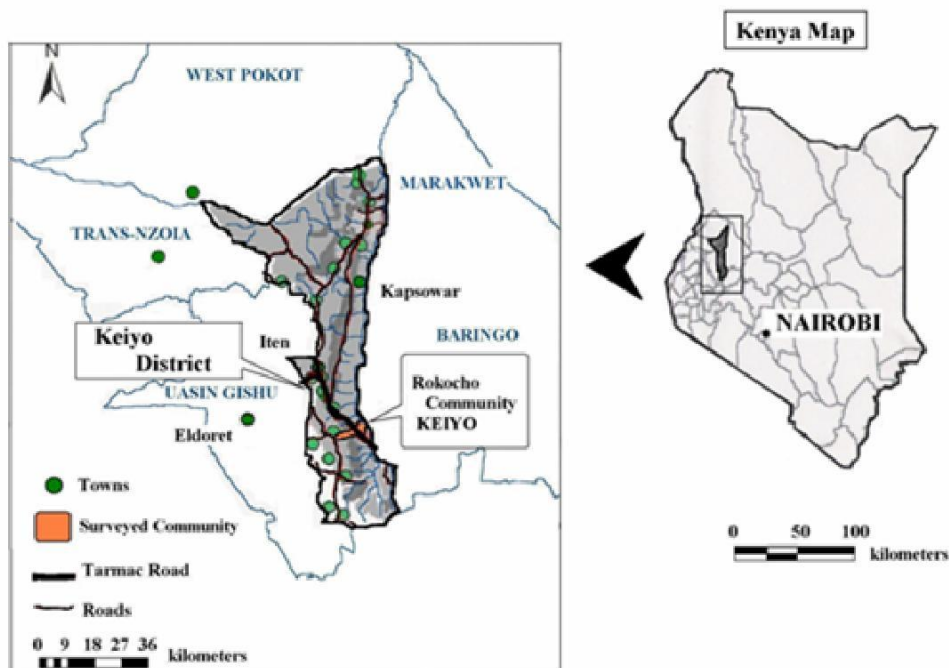 Kenya Map
N
WEST POKOT
MARAKWET
TRANS-NZOIA
Kapsowar
NAIROBI
Keiyo
District
Iten
BARINGO
UASIN GISHU
Rokocho
Community
KEIYO
Eldoret
Towns
Surveyed Community
Tarmac Road
Roads
0 9 18 27 36
kilometers
0 50 100
kilometers